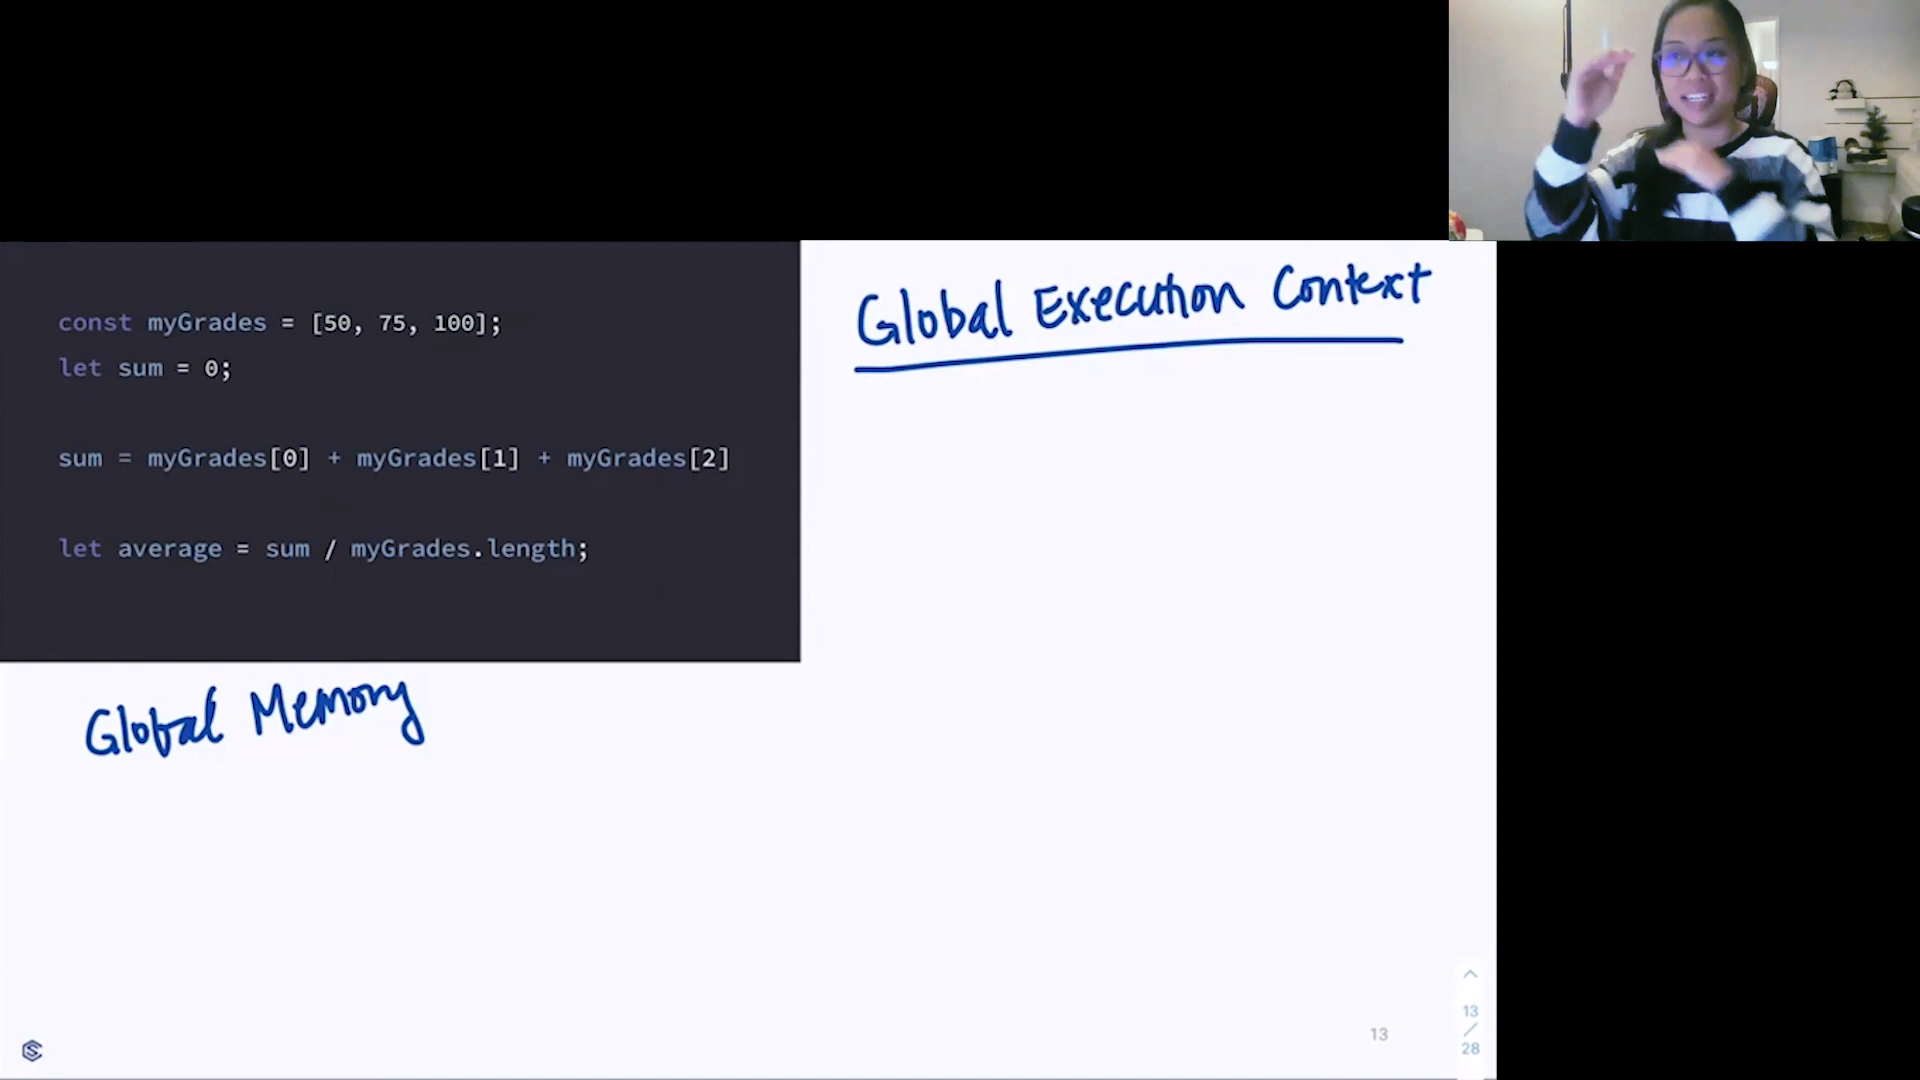 Global Execution Context
const myGrades = [50, 75, 100];
let sum = 0;
sum = myGrades[0] + myGrades[1] + myGrades[2]
let average = sum / myGrades.length;
Global Memory
13
13
/
28